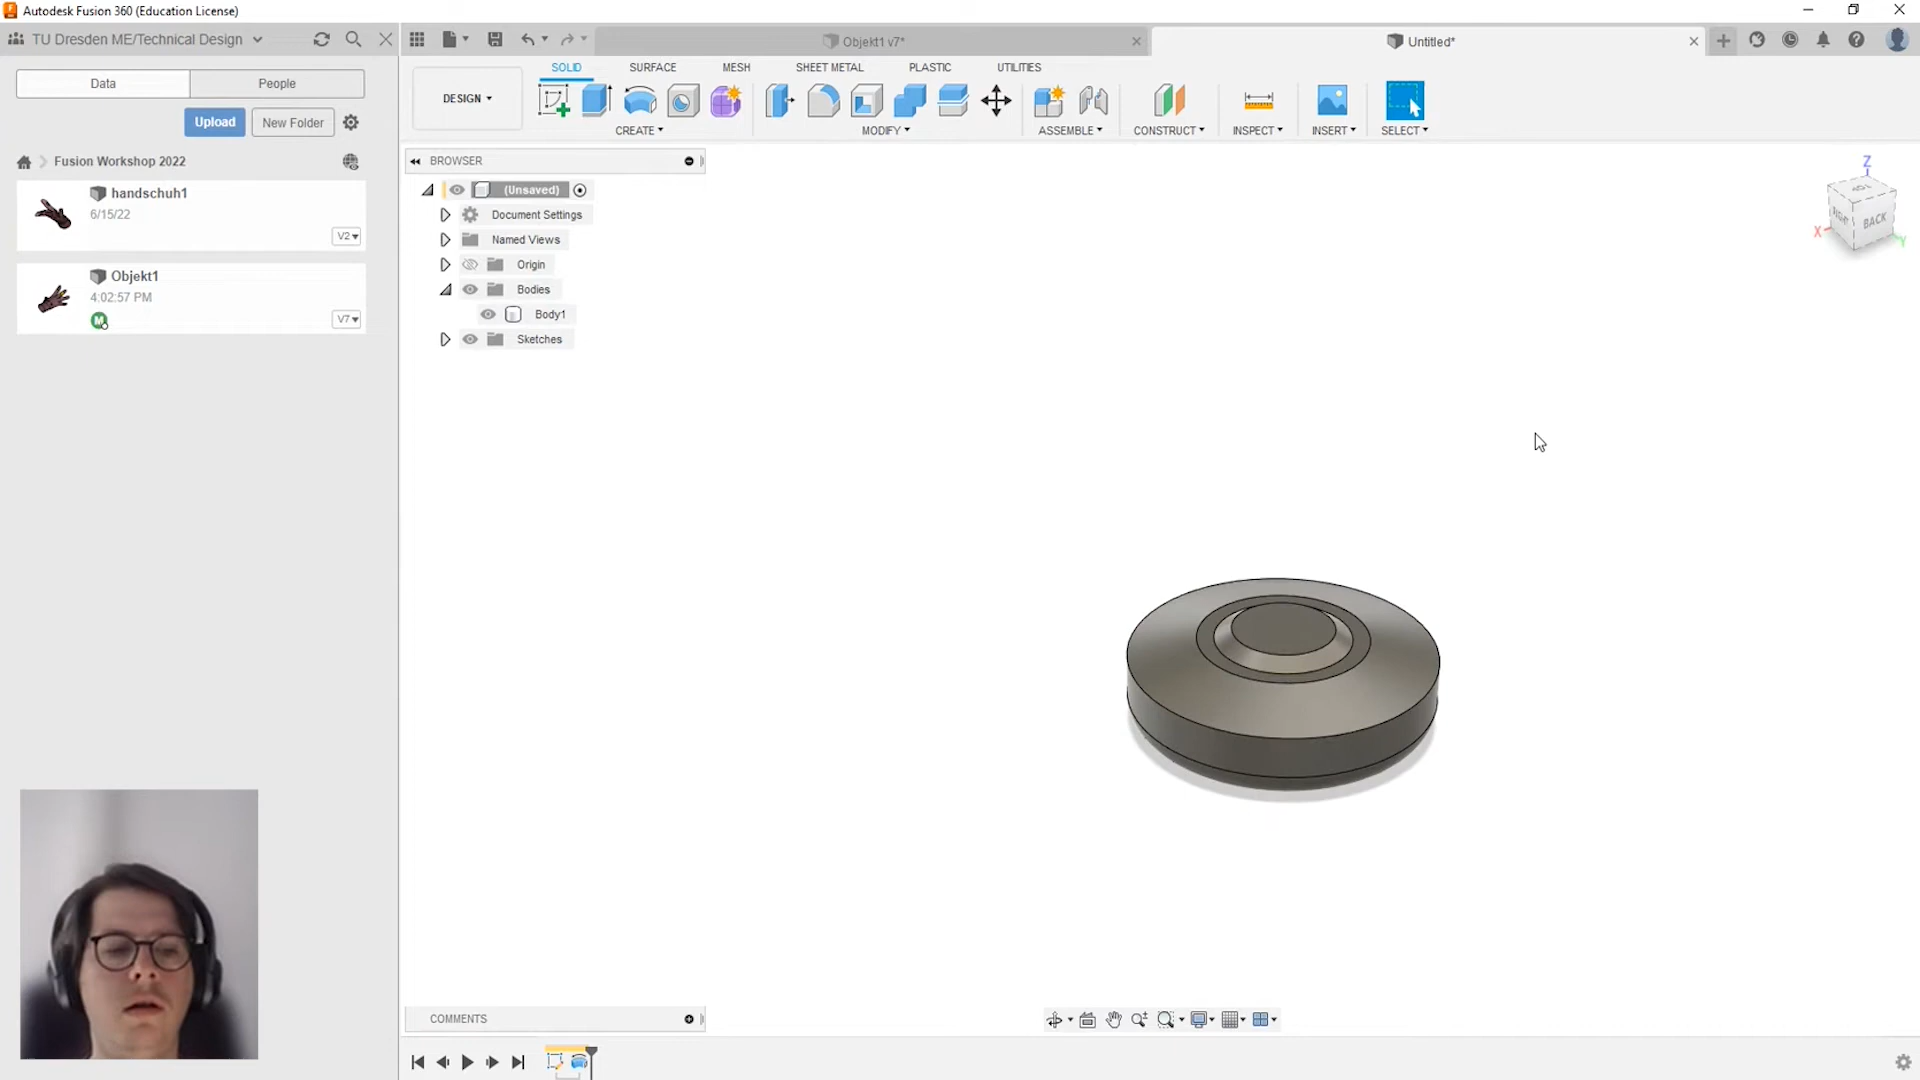 Autodesk Fusion 360 (Education License)
TU Dresden ME/Technical Design
Objekt1 v7*
Untitled*
Data
People
Upload
New Folder
Fusion Workshop 2022
handschuh1
6/15/22
V2
Objekt1
4:02:57 PM
M
V7
DESIGN
SOLID
SURFACE
MESH
SHEET METAL
PLASTIC
UTILITIES
CREATE
MODIFY
ASSEMBLE
CONSTRUCT
INSPECT
INSERT
SELECT
BROWSER
(Unsaved)
Document Settings
Named Views
Origin
Bodies
Body1
Sketches
Z
TOP
RIGHT
BACK
X
Y
COMMENTS